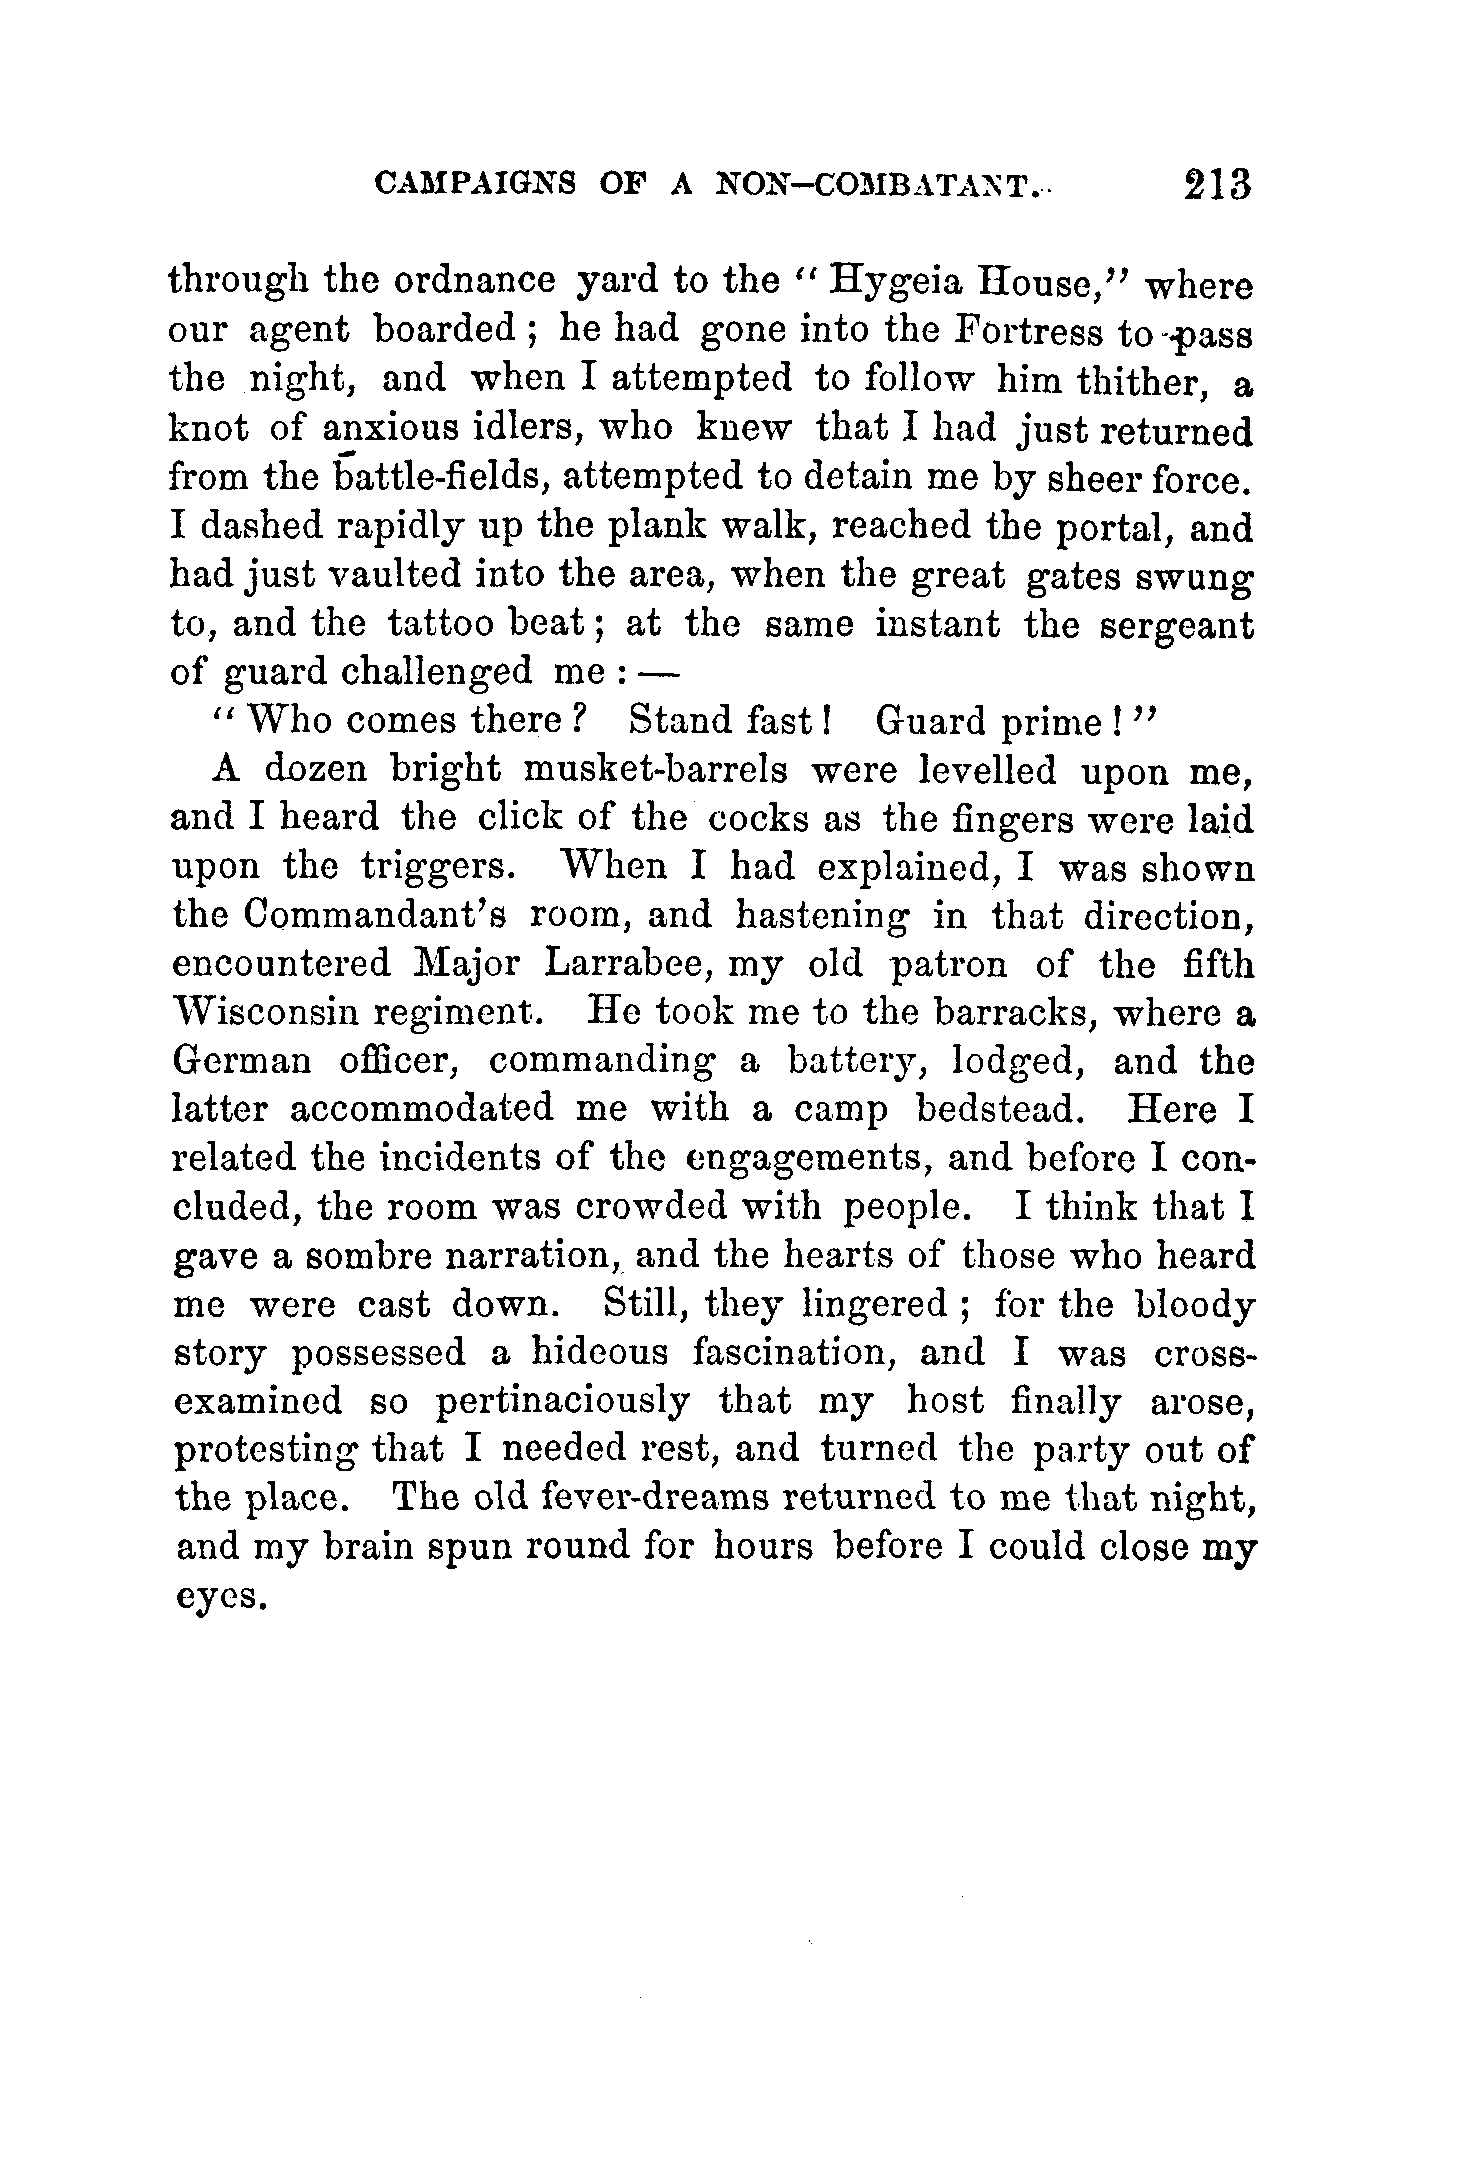 CAMPAIGNS OF A NON-COMBATANT. 213
through the ordnance yard to the "Hygeia House," where
our agent boarded; he had gone into the Fortress to pass
the night, and when I attempted to follow him thither, a
knot of anxious idlers, who knew that I had just returned
from the battle-fields, attempted to detain me by sheer force.
I dashed rapidly up the plank walk, reached the portal, and
had just vaulted into the area, when the great gates swung
to, and the tattoo beat; at the same instant the sergeant
of guard challenged me:—
"Who comes there? Stand fast! Guard prime!"
A dozen bright musket-barrels were levelled upon me,
and I heard the click of the cocks as the fingers were laid
upon the triggers. When I had explained, I was shown
the Commandant's room, and hastening in that direction,
encountered Major Larrabee, my old patron of the fifth
Wisconsin regiment. He took me to the barracks, where a
German officer, commanding a battery, lodged, and the
latter accommodated me with a camp bedstead. Here I
related the incidents of the engagements, and before I con-
cluded, the room was crowded with people. I think that I
gave a sombre narration, and the hearts of those who heard
me were cast down. Still, they lingered; for the bloody
story possessed a hideous fascination, and I was cross-
examined so pertinaciously that my host finally arose,
protesting that I needed rest, and turned the party out of
the place. The old fever-dreams returned to me that night,
and my brain spun round for hours before I could close my
eyes.